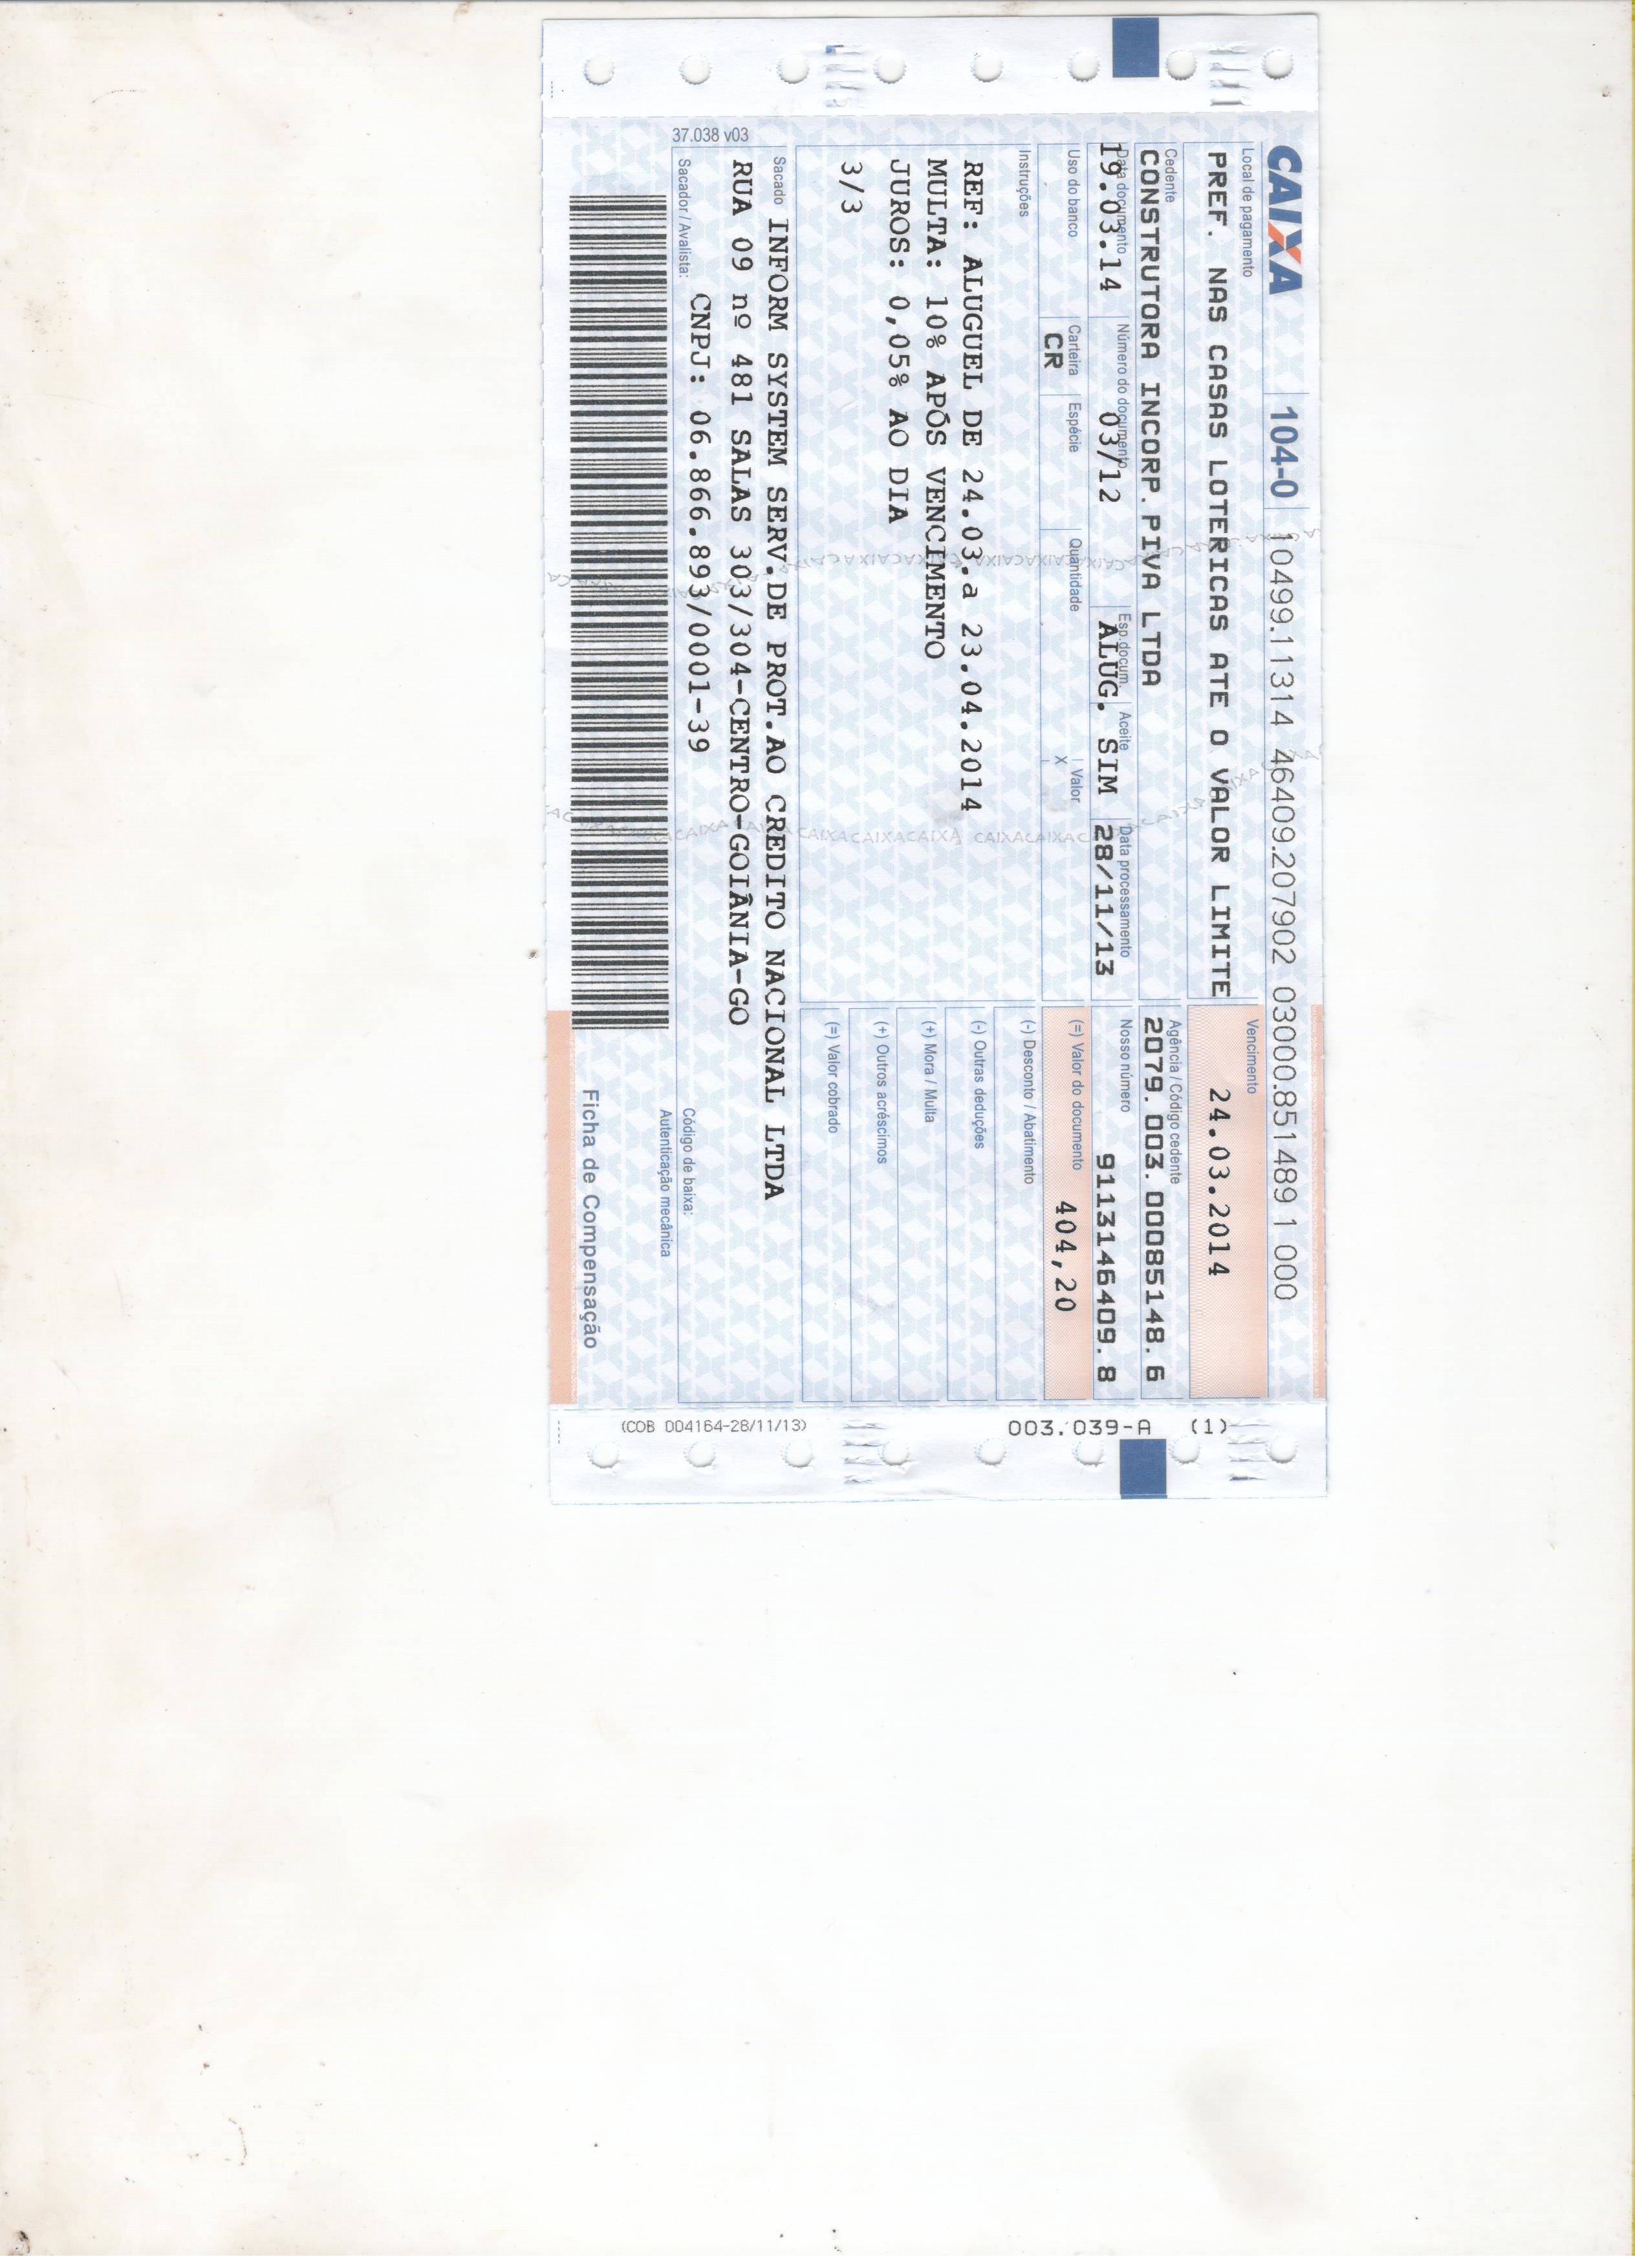 CAIXA 104-0 10499.11314 46409.207902 03000.851489 1 000
Local de pagamento Vencimento
PREF. NAS CASAS LOTERICAS ATE O VALOR LIMITE 24.03.2014
Cedente Agência / Código cedente
CONSTRUTORA INCORP. PIVA LTDA 2079. 003. 00085148. 6
Data documento Número do documento Esp.docum. Aceite Data processamento Nosso número
19.03.14 03/12 ALUG. SIM 28/11/13 9113146409. 8
Uso do banco Carteira Espécie Quantidade Valor (=) Valor do documento
CR X 404,20
Instruções (-) Desconto / Abatimento
REF: ALUGUEL DE 24.03.a 23.04.2014 (-) Outras deduções
MULTA: 10% APÓS VENCIMENTO (+) Mora / Multa
JUROS: 0,05% AO DIA (+) Outros acréscimos
3/3 (=) Valor cobrado
Sacado INFORM SYSTEM SERV.DE PROT.AO CREDITO NACIONAL LTDA
RUA 09 nº 481 SALAS 303/304-CENTRO-GOIÂNIA-GO
Sacador / Avalista: CNPJ: 06.866.893/0001-39 Código de baixa:
Autenticação mecânica
Ficha de Compensação
37.038 v03
003.039-A (1)
(COB 004164-28/11/13)